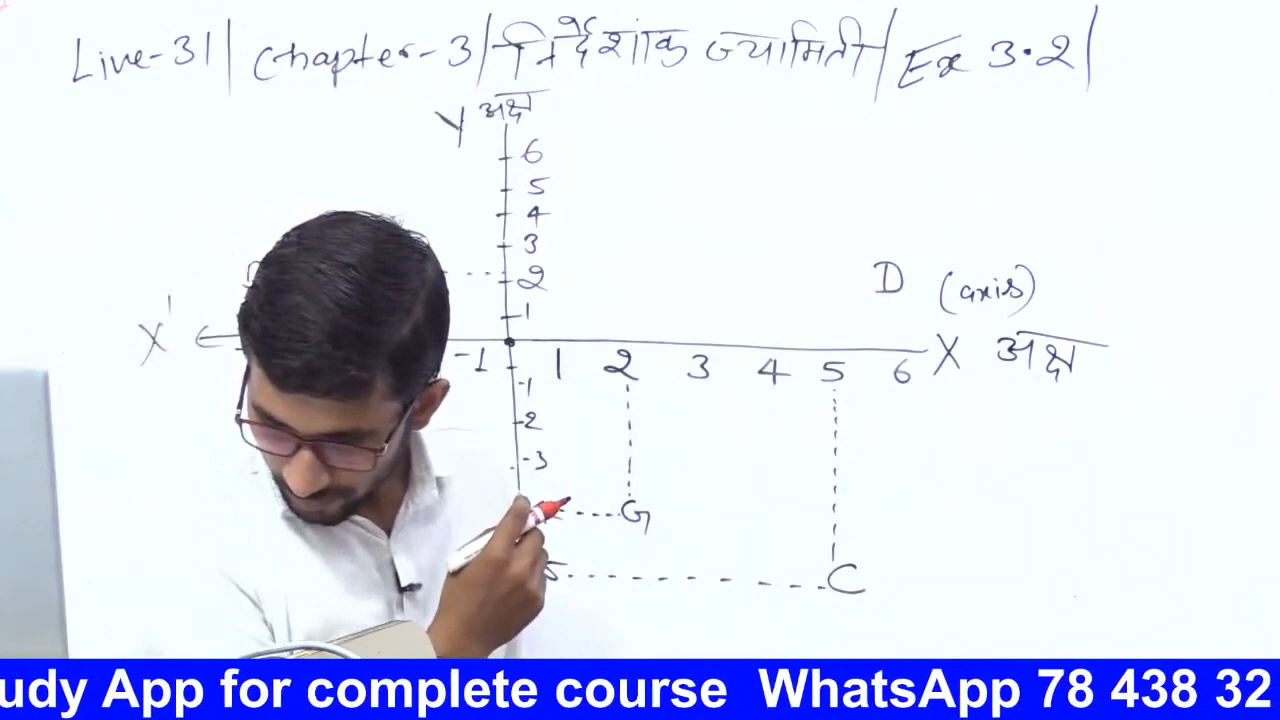 Live-31 | Chapter-3 | निर्देशांक ज्यामिती | Ex 3.2 |
Y अक्ष
6
5
4
3
2
1
D (axis)
X' X अक्ष
-1 1 2 3 4 5 6
-1
-2
-3
G
5 C
udy App for complete course WhatsApp 78 438 32